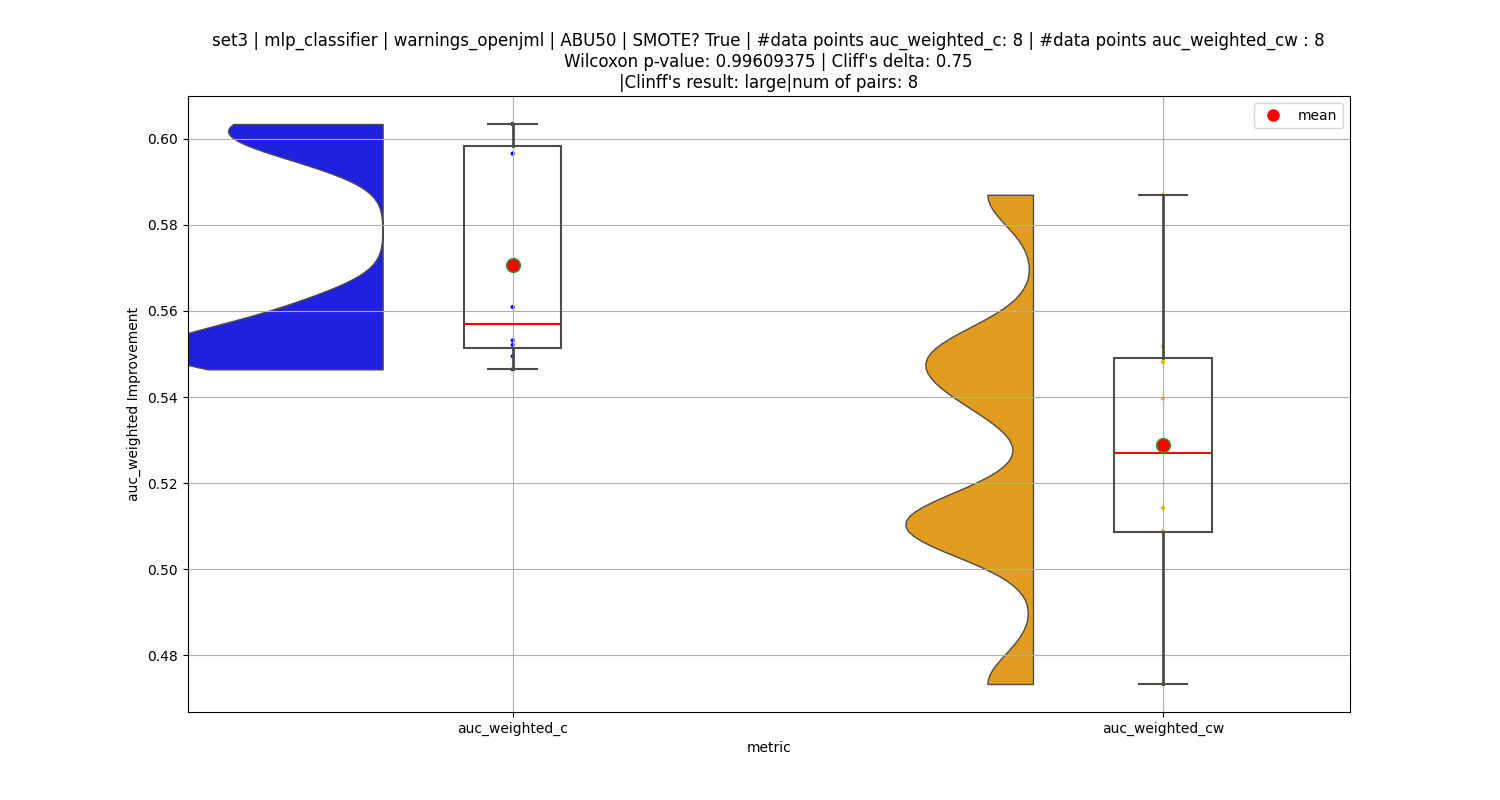 set3 | mlp_classifier | warnings_openjml | ABU50 | SMOTE? True | #data points auc_weighted_c: 8 | #data points auc_weighted_cw : 8
Wilcoxon p-value: 0.99609375 | Cliff's delta: 0.75
|Clinff's result: large|num of pairs: 8
mean
0.60
0.58
0.56
0.54
0.52
0.50
0.48
auc_weighted Improvement
auc_weighted_c
auc_weighted_cw
metric